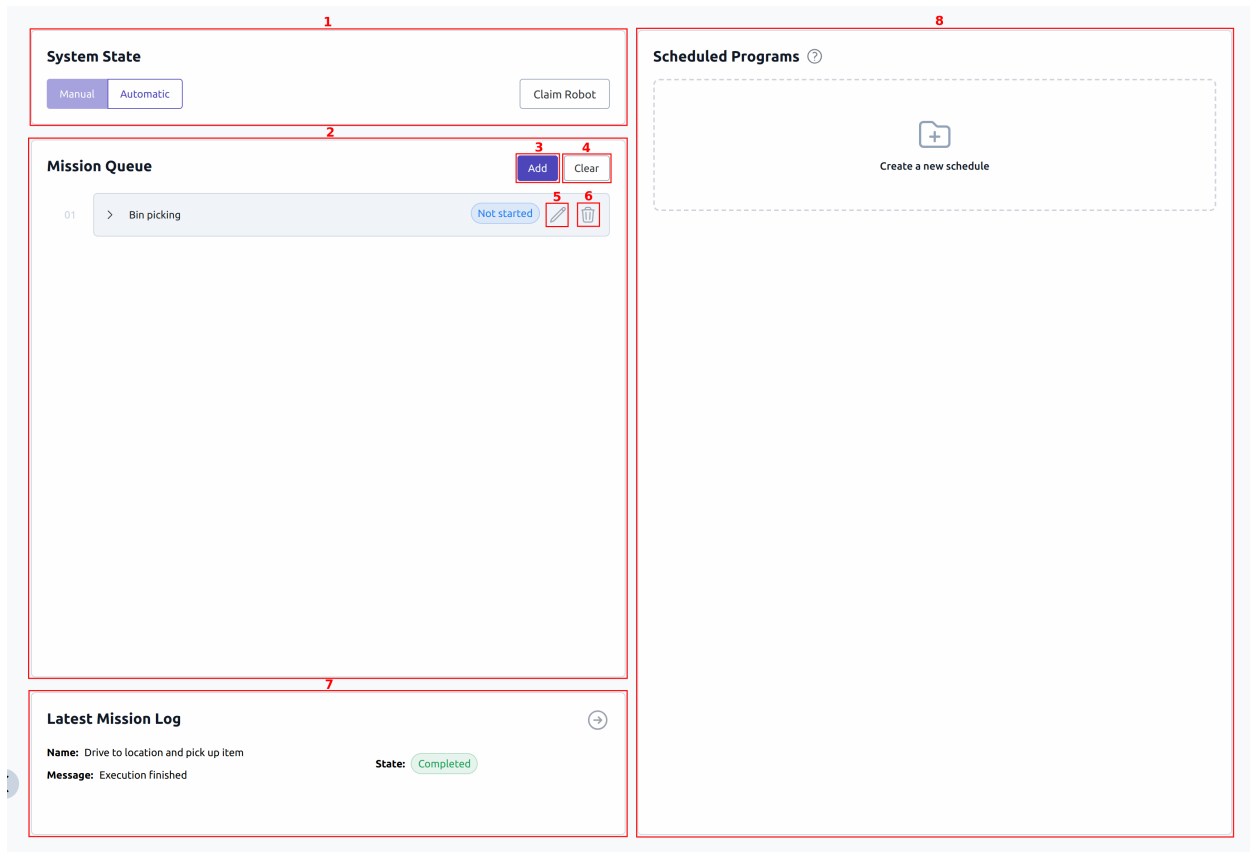 1
System State
Manual
Automatic
Claim Robot
2
Mission Queue
3
Add
4
Clear
01
Bin picking
Not started
5
6
7
Latest Mission Log
Name: Drive to location and pick up item
Message: Execution finished
State: Completed
8
Scheduled Programs ?
Create a new schedule